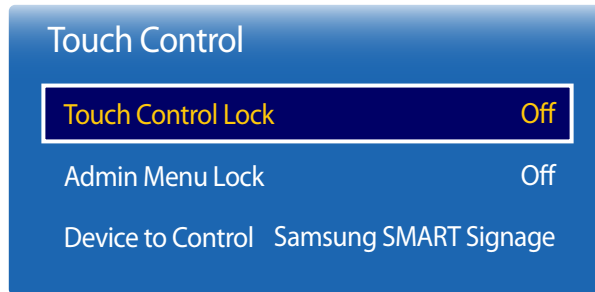 Touch Control
Touch Control Lock Off
Admin Menu Lock Off
Device to Control Samsung SMART Signage